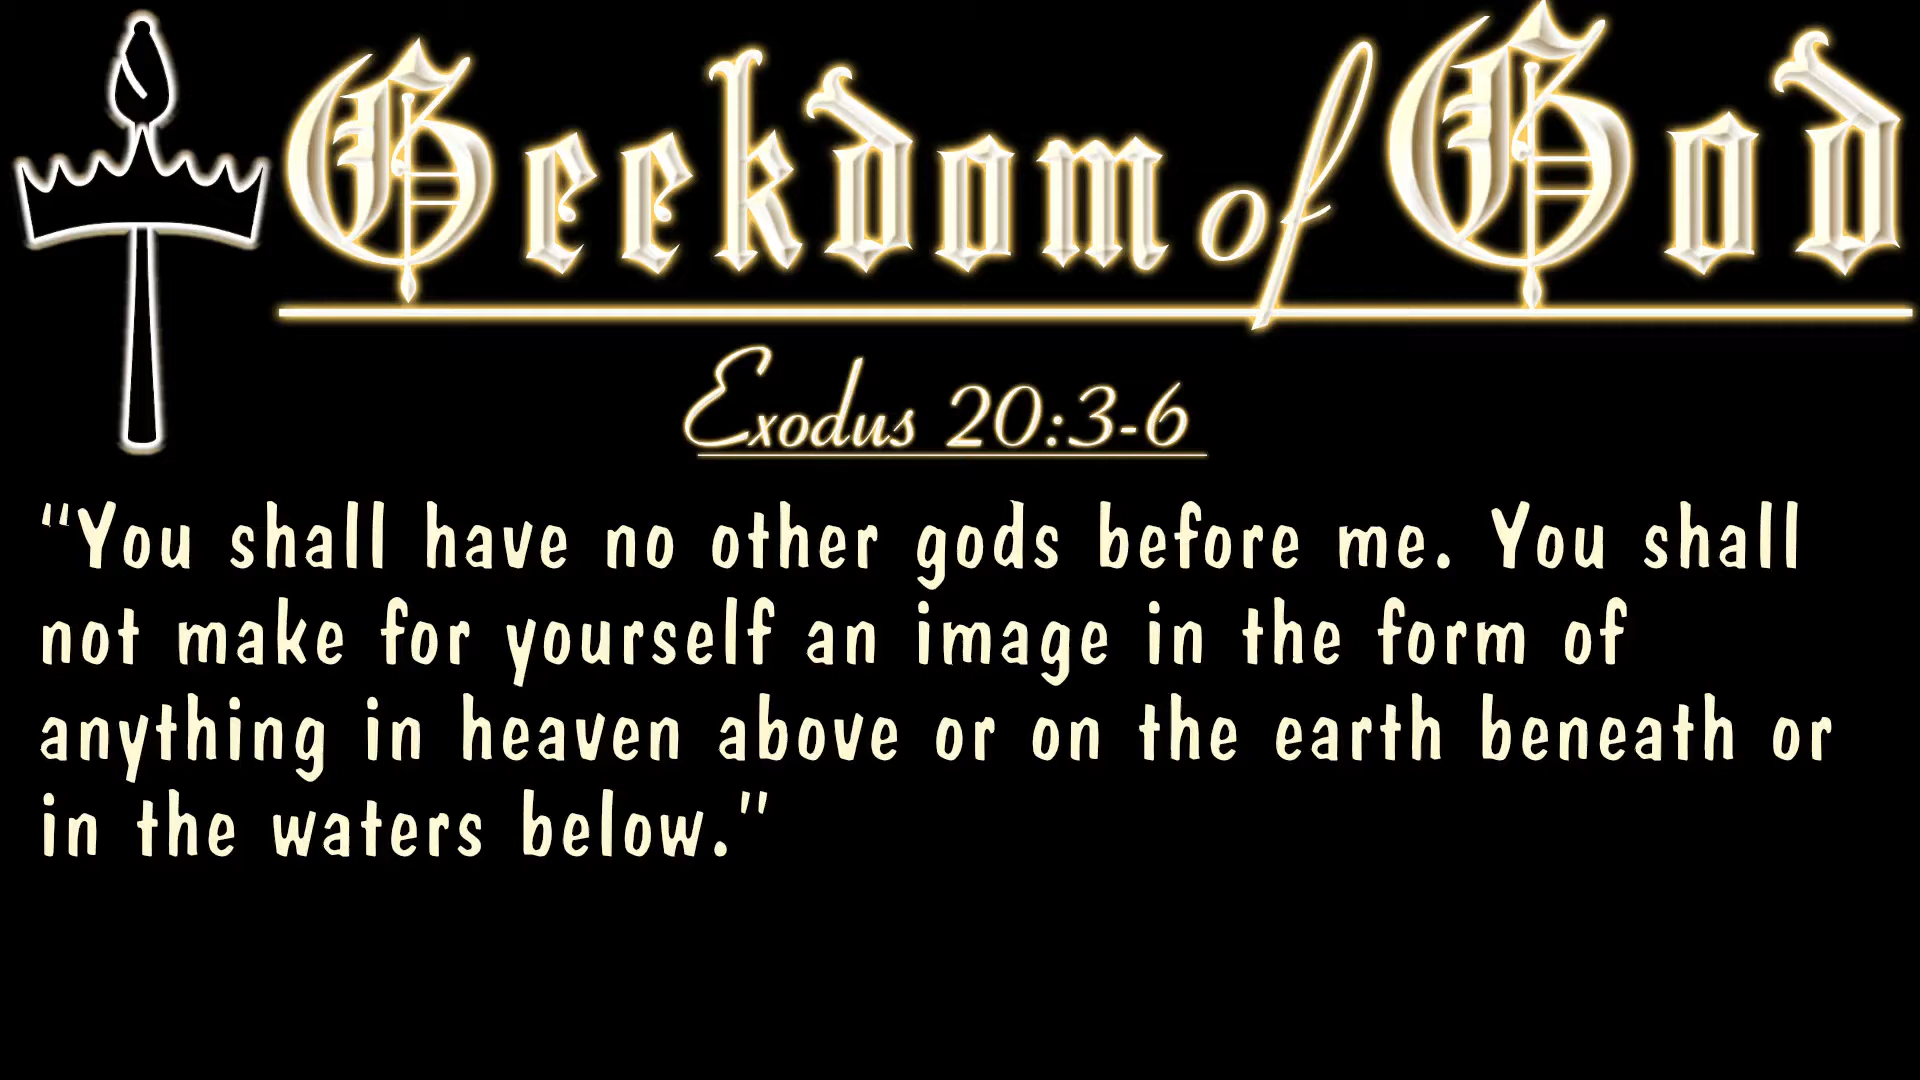 Geekdom of God
Exodus 20:3-6
"You shall have no other gods before me. You shall
not make for yourself an image in the form of
anything in heaven above or on the earth beneath or
in the waters below."